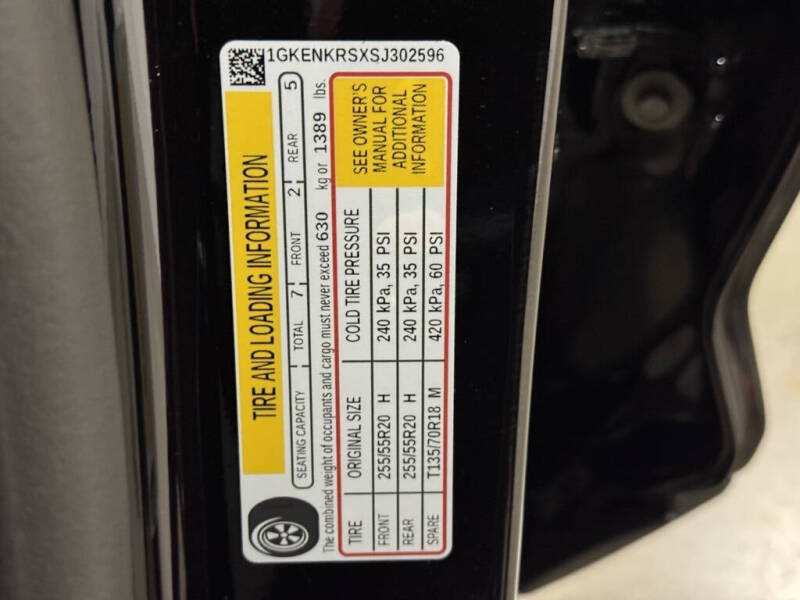 1GKENKRSXSJ302596
TIRE AND LOADING INFORMATION
SEATING CAPACITY TOTAL 7 FRONT 2 REAR 5
The combined weight of occupants and cargo must never exceed 630 kg or 1389 lbs.
TIRE ORIGINAL SIZE COLD TIRE PRESSURE
FRONT 255/55R20 H 240 kPa, 35 PSI
REAR 255/55R20 H 240 kPa, 35 PSI
SPARE T135/70R18 M 420 kPa, 60 PSI
SEE OWNER'S
MANUAL FOR
ADDITIONAL
INFORMATION